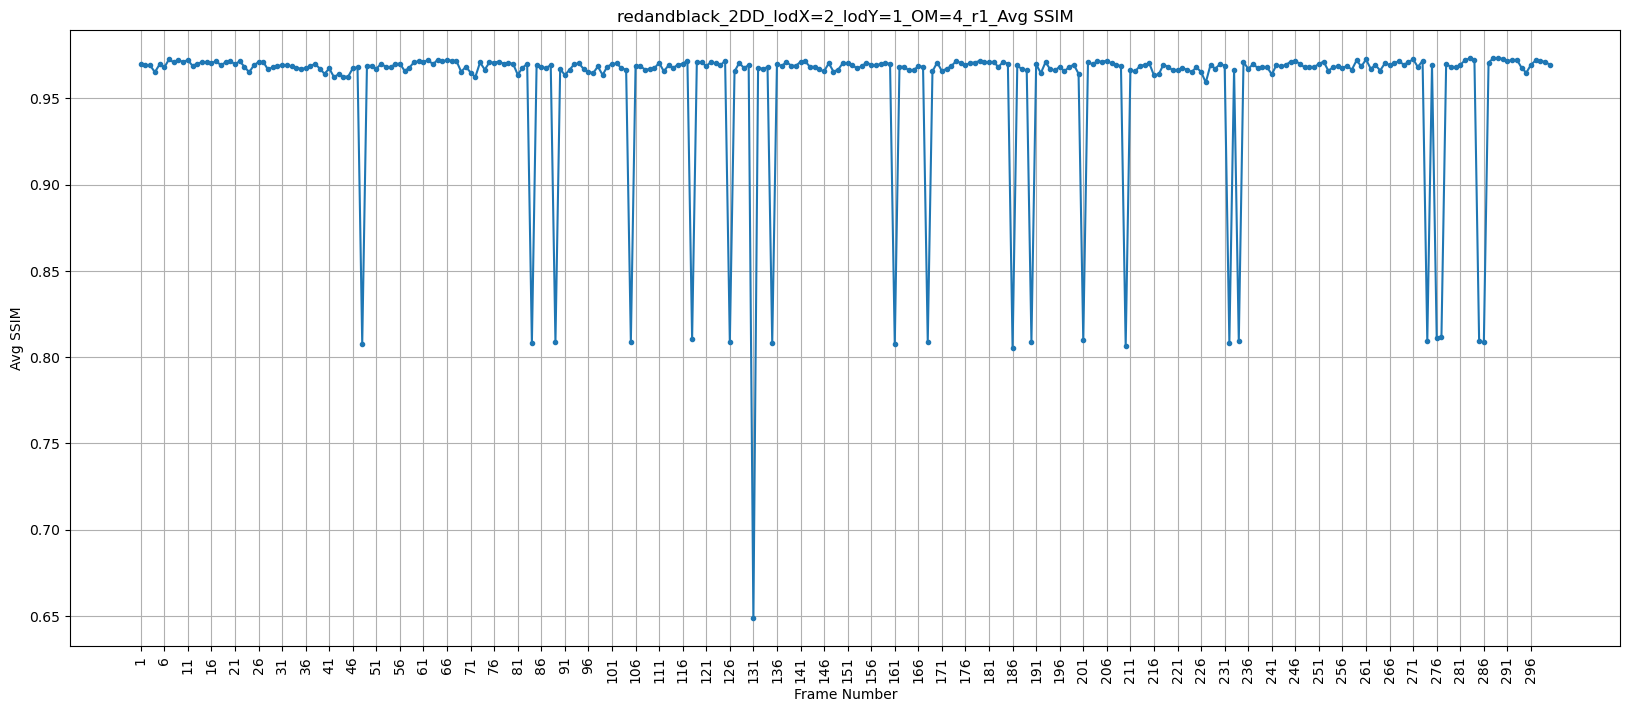 redandblack_2DD_lodX=2_lodY=1_OM=4_r1_Avg SSIM
Avg SSIM
0.95
0.90
0.85
0.80
0.75
0.70
0.65
1 6 11 16 21 26 31 36 41 46 51 56 61 66 71 76 81 86 91 96 101 106 111 116 121 126 131 136 141 146 151 156 161 166 171 176 181 186 191 196 201 206 211 216 221 226 231 236 241 246 251 256 261 266 271 276 281 286 291 296
Frame Number